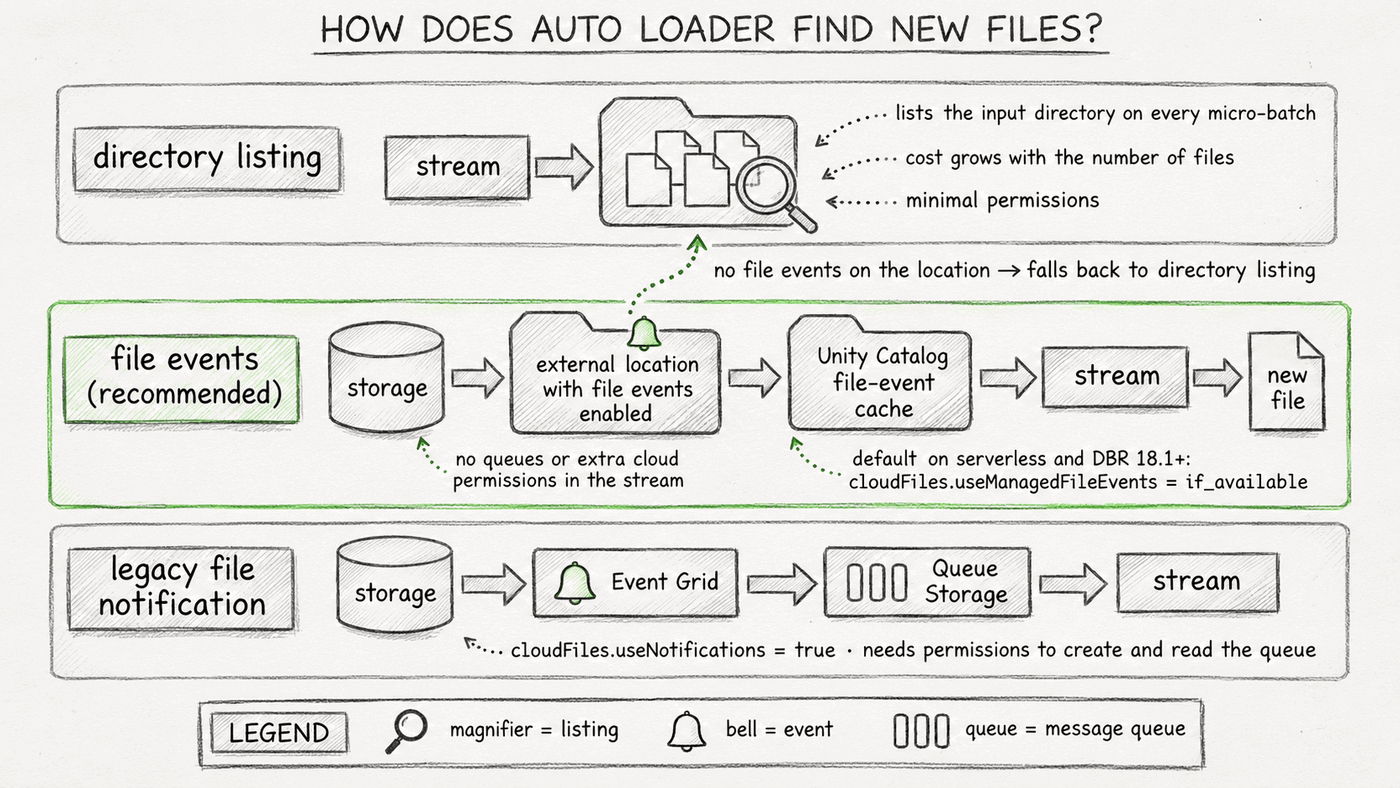 HOW DOES AUTO LOADER FIND NEW FILES?
directory listing
stream
lists the input directory on every micro-batch
cost grows with the number of files
minimal permissions
no file events on the location → falls back to directory listing
file events
(recommended)
storage
external location
with file events
enabled
Unity Catalog
file-event
cache
stream
new
file
no queues or extra cloud
permissions in the stream
default on serverless and DBR 18.1+:
cloudFiles.useManagedFileEvents = if_available
legacy file
notification
storage
Event Grid
Queue
Storage
stream
cloudFiles.useNotifications = true · needs permissions to create and read the queue
LEGEND
magnifier = listing
bell = event
queue = message queue